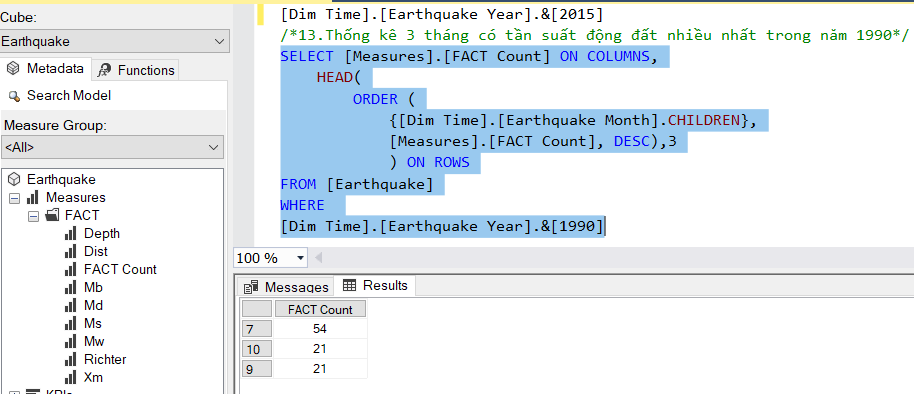 Cube:
Earthquake
Metadata
Functions
Search Model
Measure Group:
<All>
Earthquake
Measures
FACT
Depth
Dist
FACT Count
Mb
Md
Ms
Mw
Richter
Xm
KPIs
[Dim Time].[Earthquake Year].&[2015]
/*13.Thống kê 3 tháng có tần suất động đất nhiều nhất trong năm 1990*/
SELECT [Measures].[FACT Count] ON COLUMNS,
HEAD(
ORDER (
{[Dim Time].[Earthquake Month].CHILDREN},
[Measures].[FACT Count], DESC),3
) ON ROWS
FROM [Earthquake]
WHERE
[Dim Time].[Earthquake Year].&[1990]
100 %
Messages
Results
FACT Count
7 54
10 21
9 21